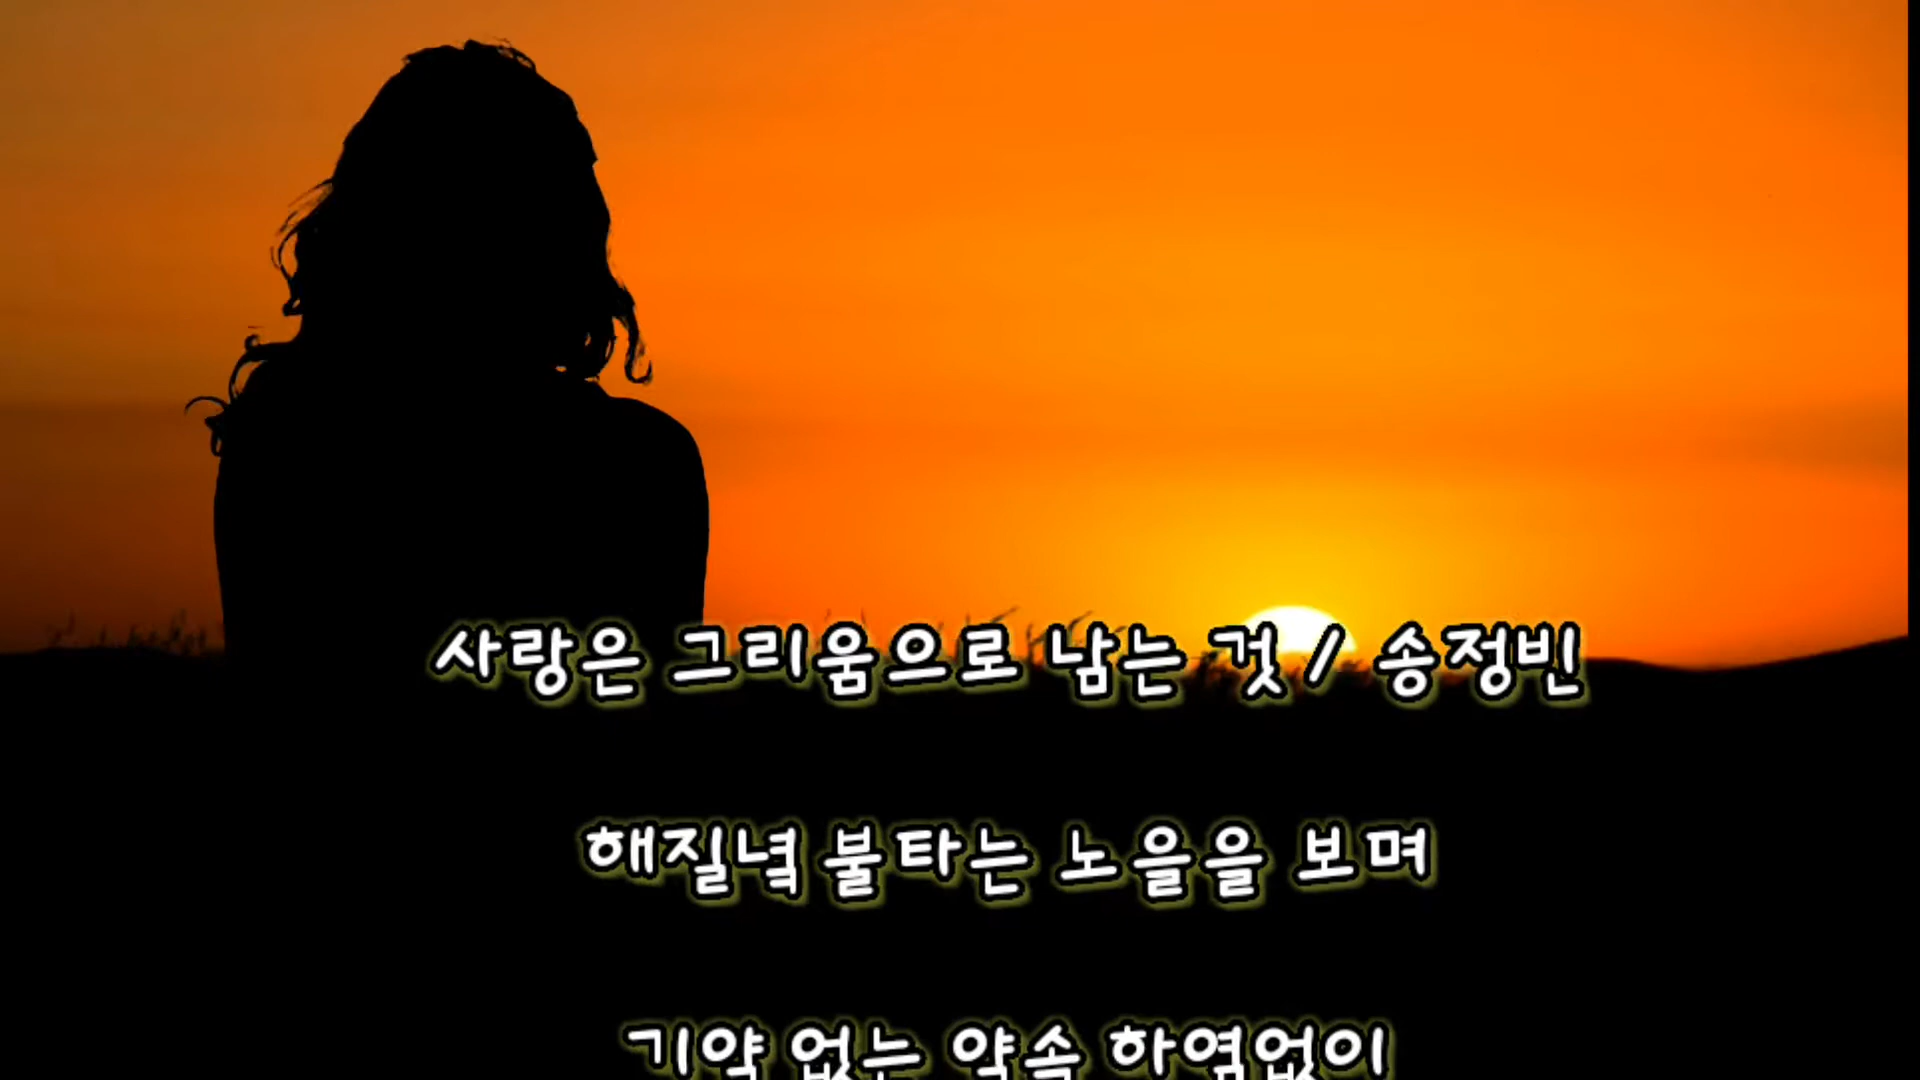 사랑은 그리움으로 남는 것 / 송정빈
해질녘 불타는 노을을 보며
기약 없는 약속 하염없이